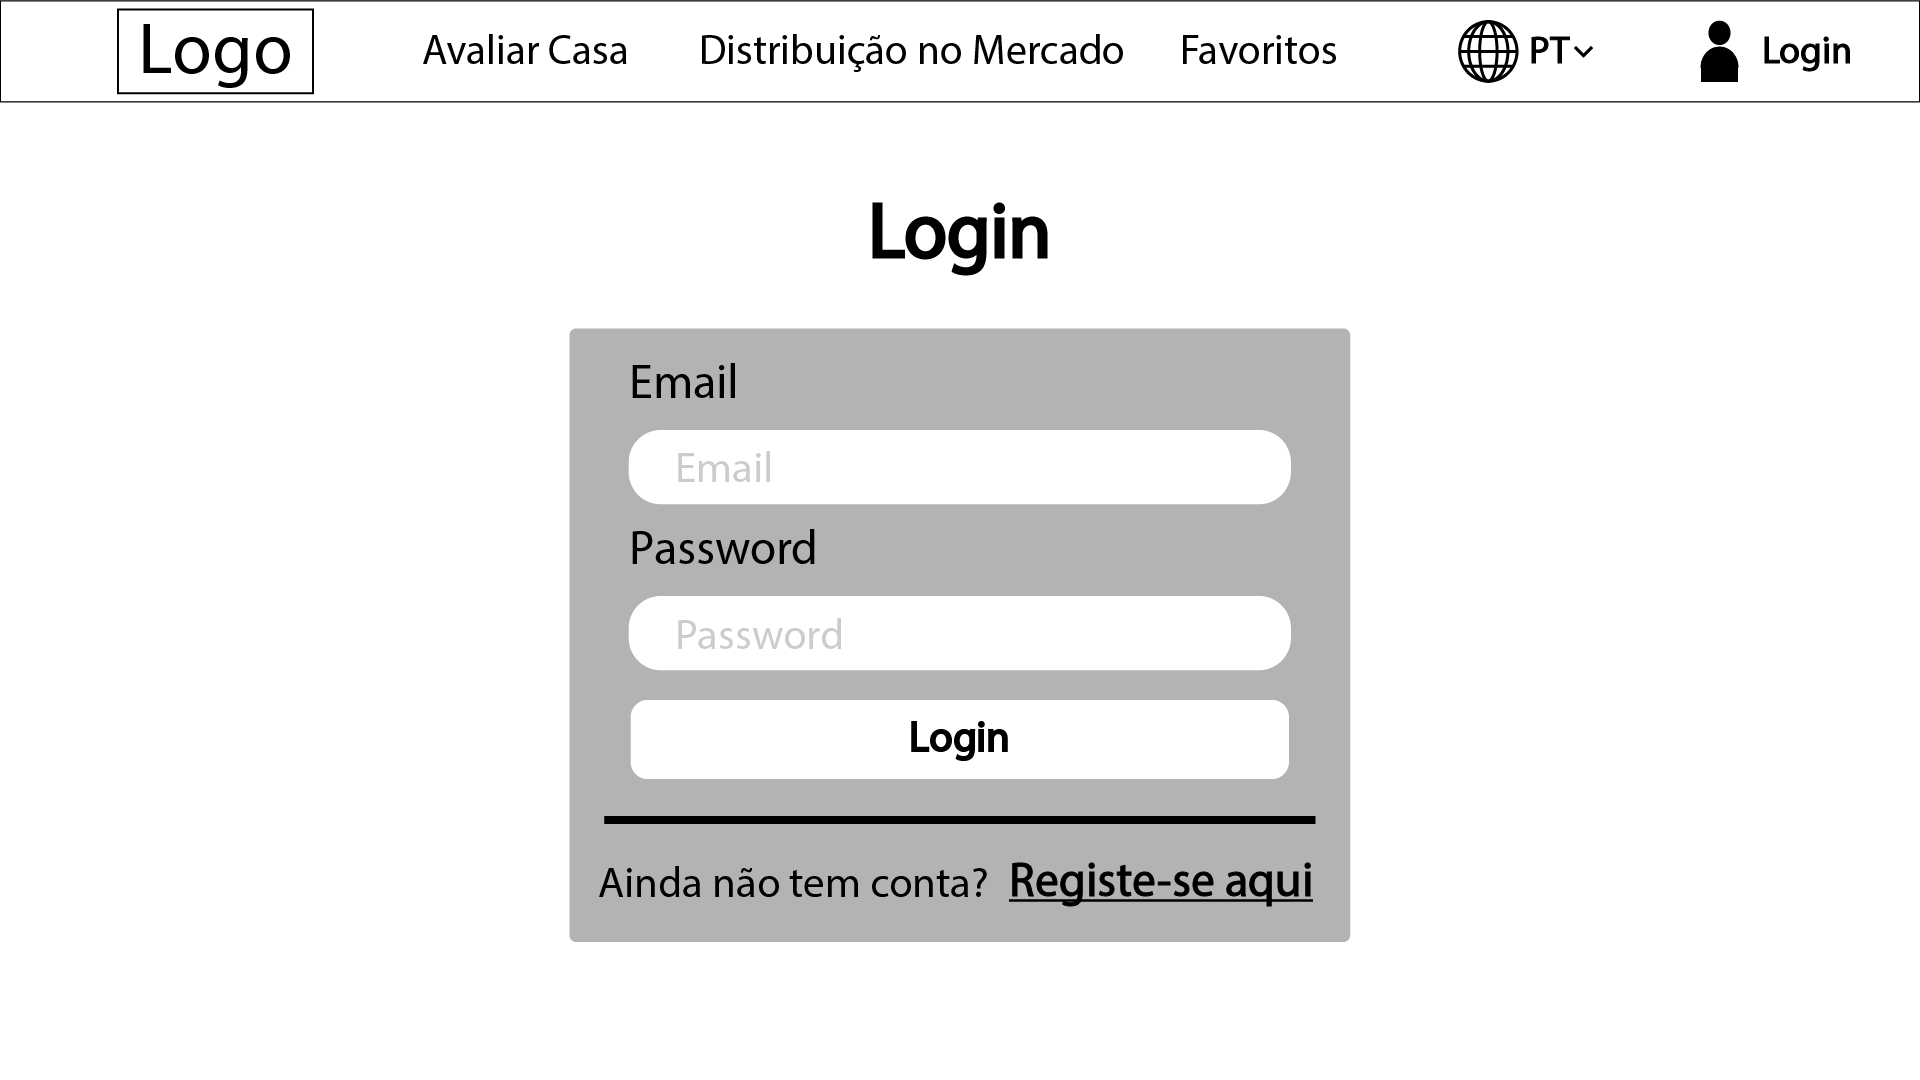 Logo Avaliar Casa Distribuição no Mercado Favoritos PT Login
Login
Email
Email
Password
Password
Login
Ainda não tem conta? Registe-se aqui